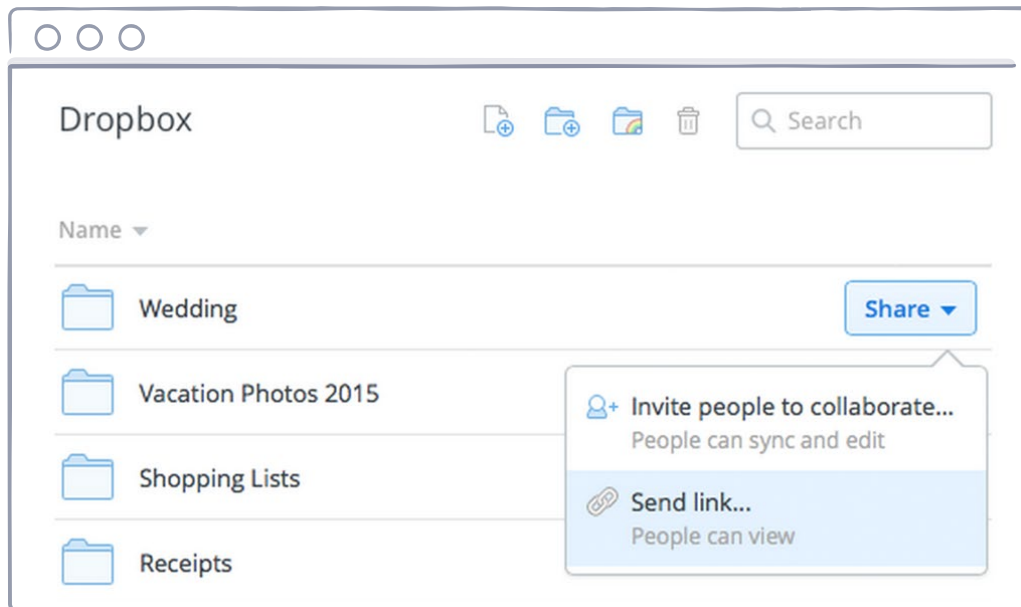 Dropbox
Search
Name
Wedding
Share
Vacation Photos 2015
Invite people to collaborate...
People can sync and edit
Shopping Lists
Send link...
People can view
Receipts